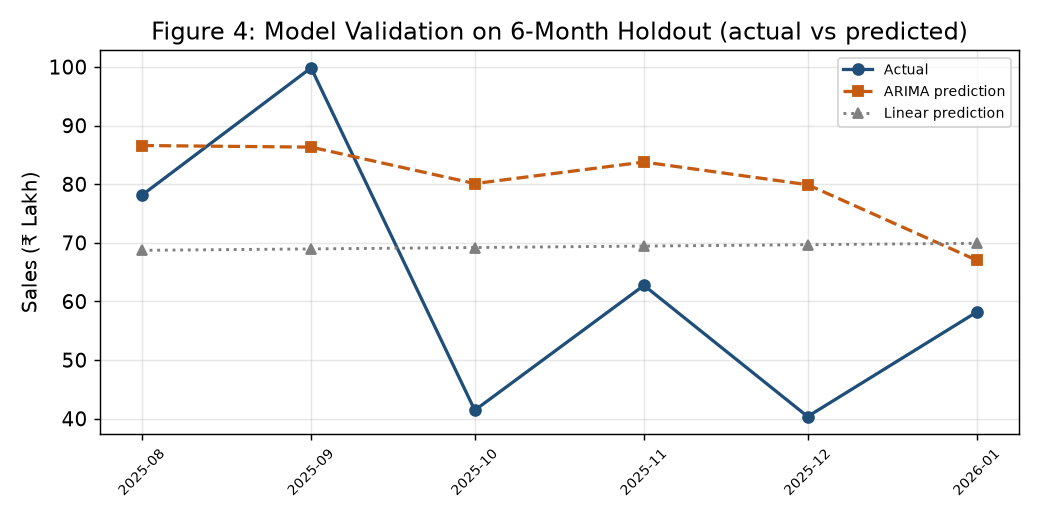 Figure 4: Model Validation on 6-Month Holdout (actual vs predicted)
Sales (₹ Lakh)
100
90
80
70
60
50
40
Actual
ARIMA prediction
Linear prediction
2025-08
2025-09
2025-10
2025-11
2025-12
2026-01